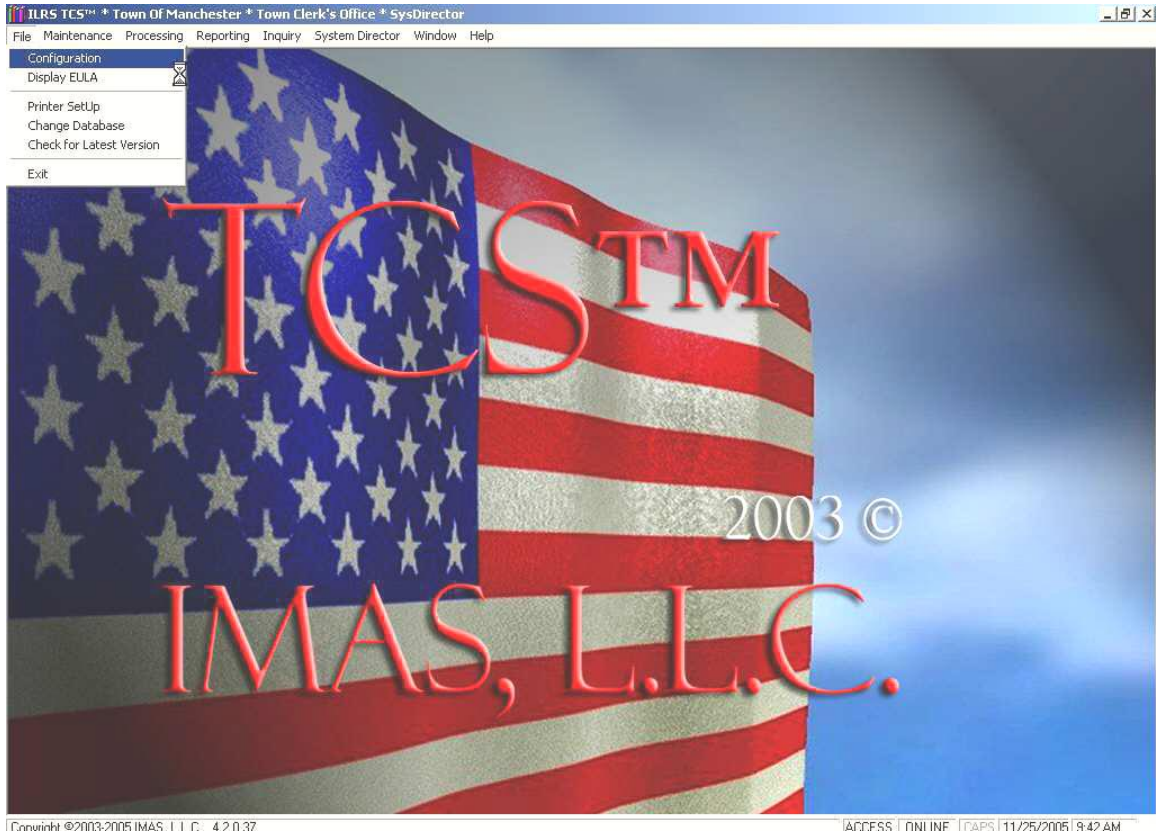 ILRS TCS™ * Town Of Manchester * Town Clerk's Office * SysDirector
File Maintenance Processing Reporting Inquiry System Director Window Help
Configuration
Display EULA
Printer SetUp
Change Database
Check for Latest Version
Exit
TCS™
2003 ©
IMAS, L.L.C.
Copyright ©2003-2005 IMAS, L.L.C. 4.2.0.37 ACCESS ONLINE CAPS 11/25/2005 9:42 AM